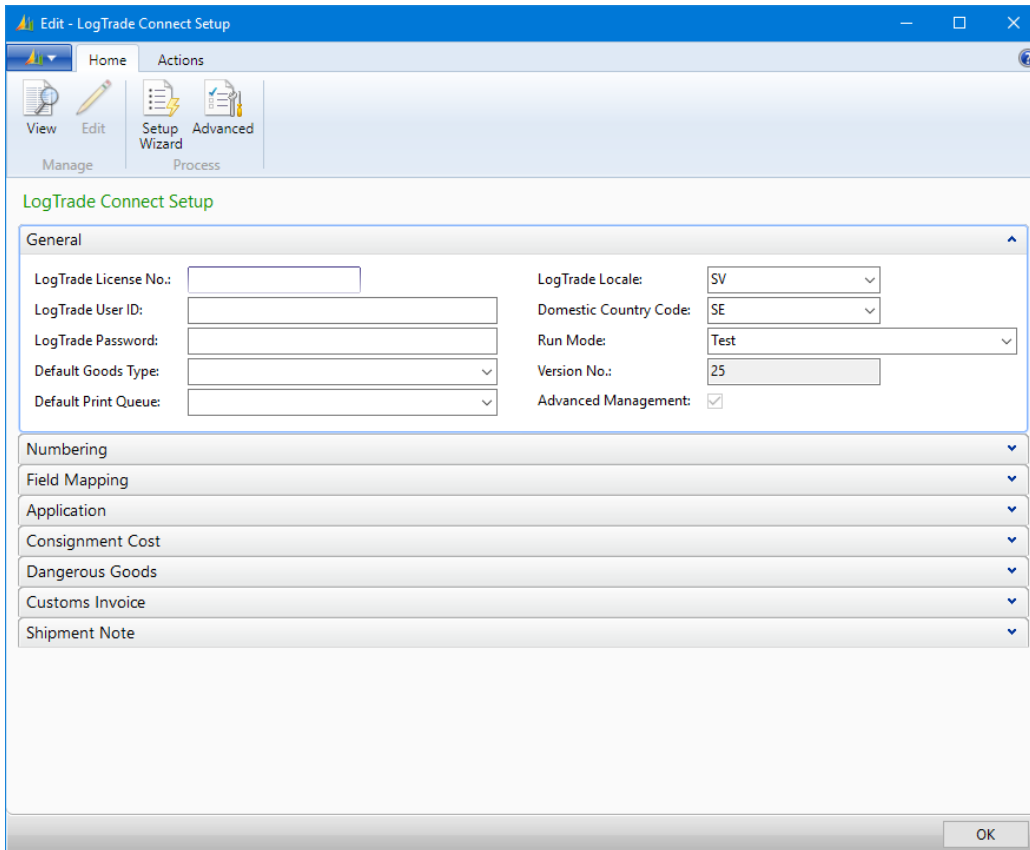 Edit - LogTrade Connect Setup
Home Actions
View Edit Setup Wizard Advanced
Manage Process
LogTrade Connect Setup
General
LogTrade License No.: LogTrade Locale: SV
LogTrade User ID: Domestic Country Code: SE
LogTrade Password: Run Mode: Test
Default Goods Type: Version No.: 25
Default Print Queue: Advanced Management:
Numbering
Field Mapping
Application
Consignment Cost
Dangerous Goods
Customs Invoice
Shipment Note
OK